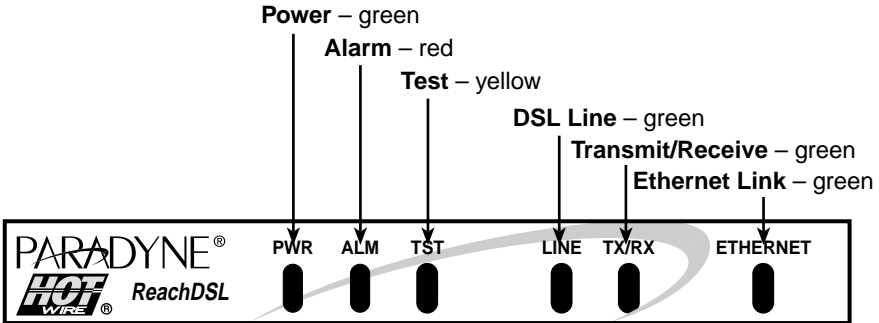 Power – green
Alarm – red
Test – yellow
DSL Line – green
Transmit/Receive – green
Ethernet Link – green
PARADYNE®
PWR ALM TST LINE TX/RX ETHERNET
HOT WIRE® ReachDSL